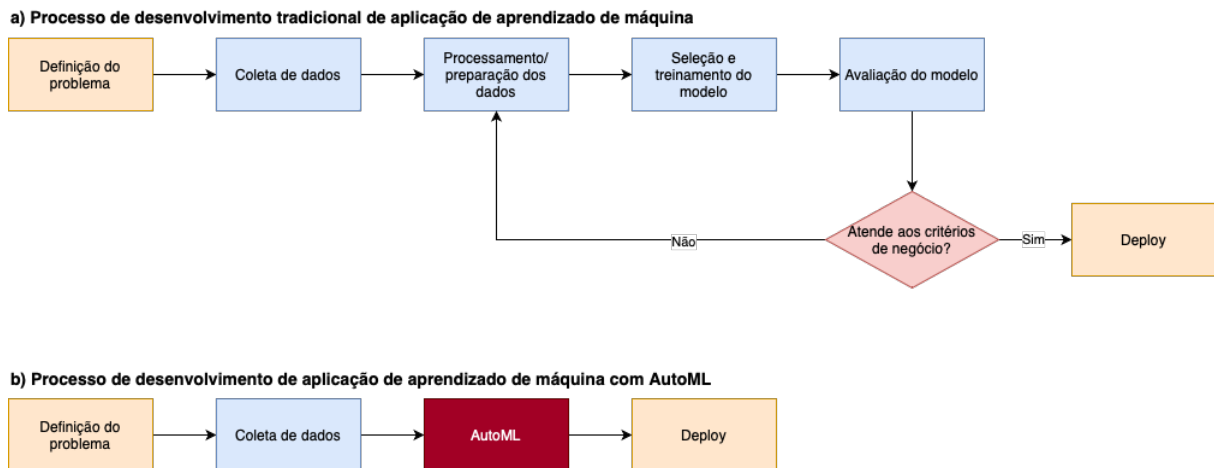 a) Processo de desenvolvimento tradicional de aplicação de aprendizado de máquina
Definição do
problema
Coleta de dados
Processamento/
preparação dos
dados
Seleção e
treinamento do
modelo
Avaliação do modelo
Atende aos critérios
de negócio?
Não
Sim
Deploy
b) Processo de desenvolvimento de aplicação de aprendizado de máquina com AutoML
Definição do
problema
Coleta de dados
AutoML
Deploy